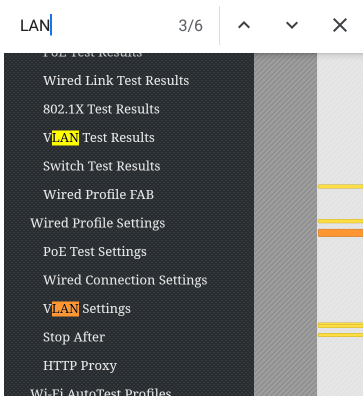 LAN 3/6
PoE Test Results
Wired Link Test Results
802.1X Test Results
VLAN Test Results
Switch Test Results
Wired Profile FAB
Wired Profile Settings
PoE Test Settings
Wired Connection Settings
VLAN Settings
Stop After
HTTP Proxy
Wi-Fi AutoTest Profiles